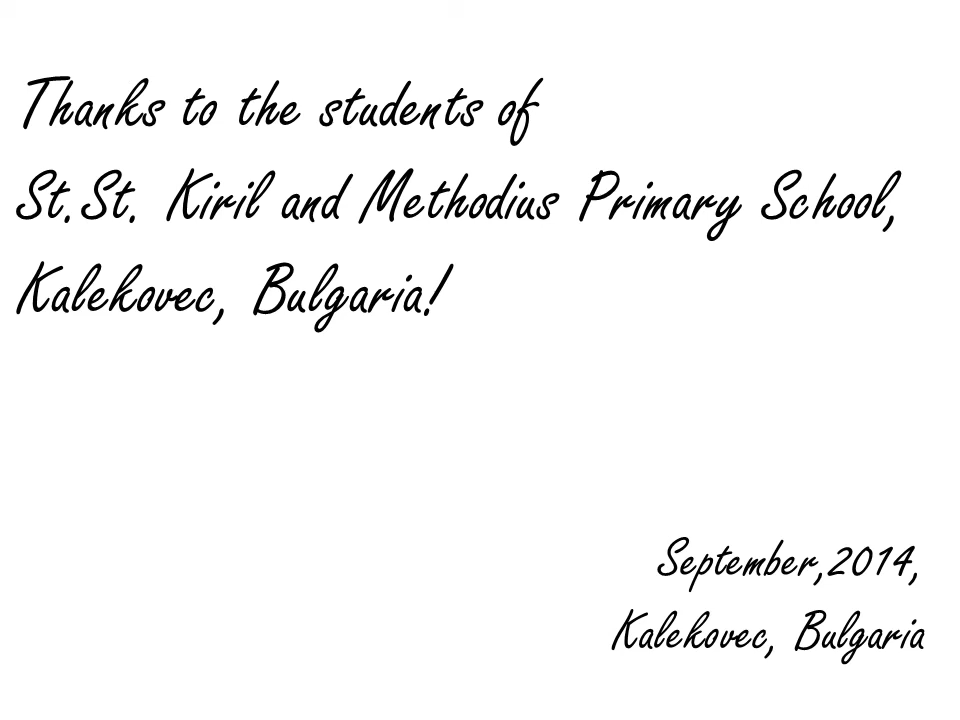 Thanks to the students of
St.St. Kiril and Methodius Primary School,
Kalekovec, Bulgaria!
September,2014,
Kalekovec, Bulgaria